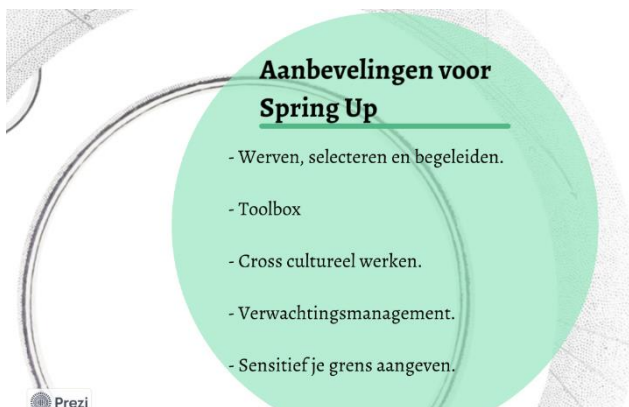 Aanbevelingen voor
Spring Up
- Werven, selecteren en begeleiden.
- Toolbox
- Cross cultureel werken.
- Verwachtingsmanagement.
- Sensitief je grens aangeven.
Prezi